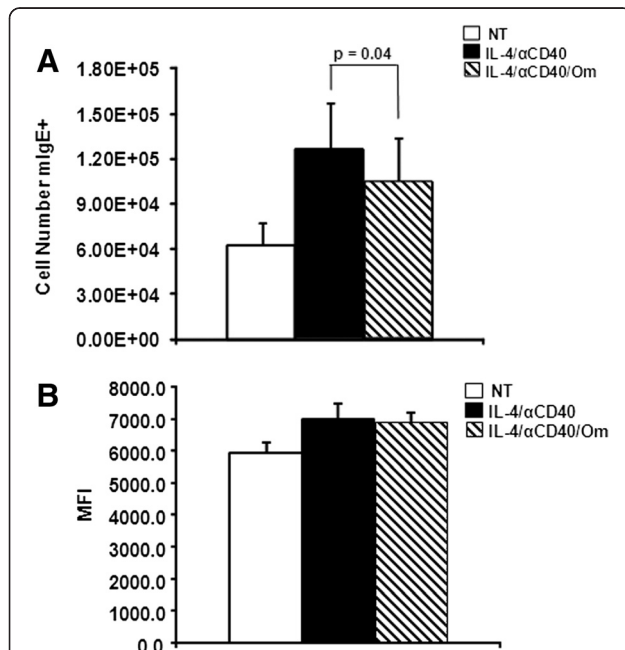 A
NT
IL-4/αCD40
IL-4/αCD40/Om
p = 0.04
Cell Number mIgE+
1.80E+05
1.50E+05
1.20E+05
9.00E+04
6.00E+04
3.00E+04
0.00E+00
B
NT
IL-4/αCD40
IL-4/αCD40/Om
MFI
8000.0
7000.0
6000.0
5000.0
4000.0
3000.0
2000.0
1000.0
0.0